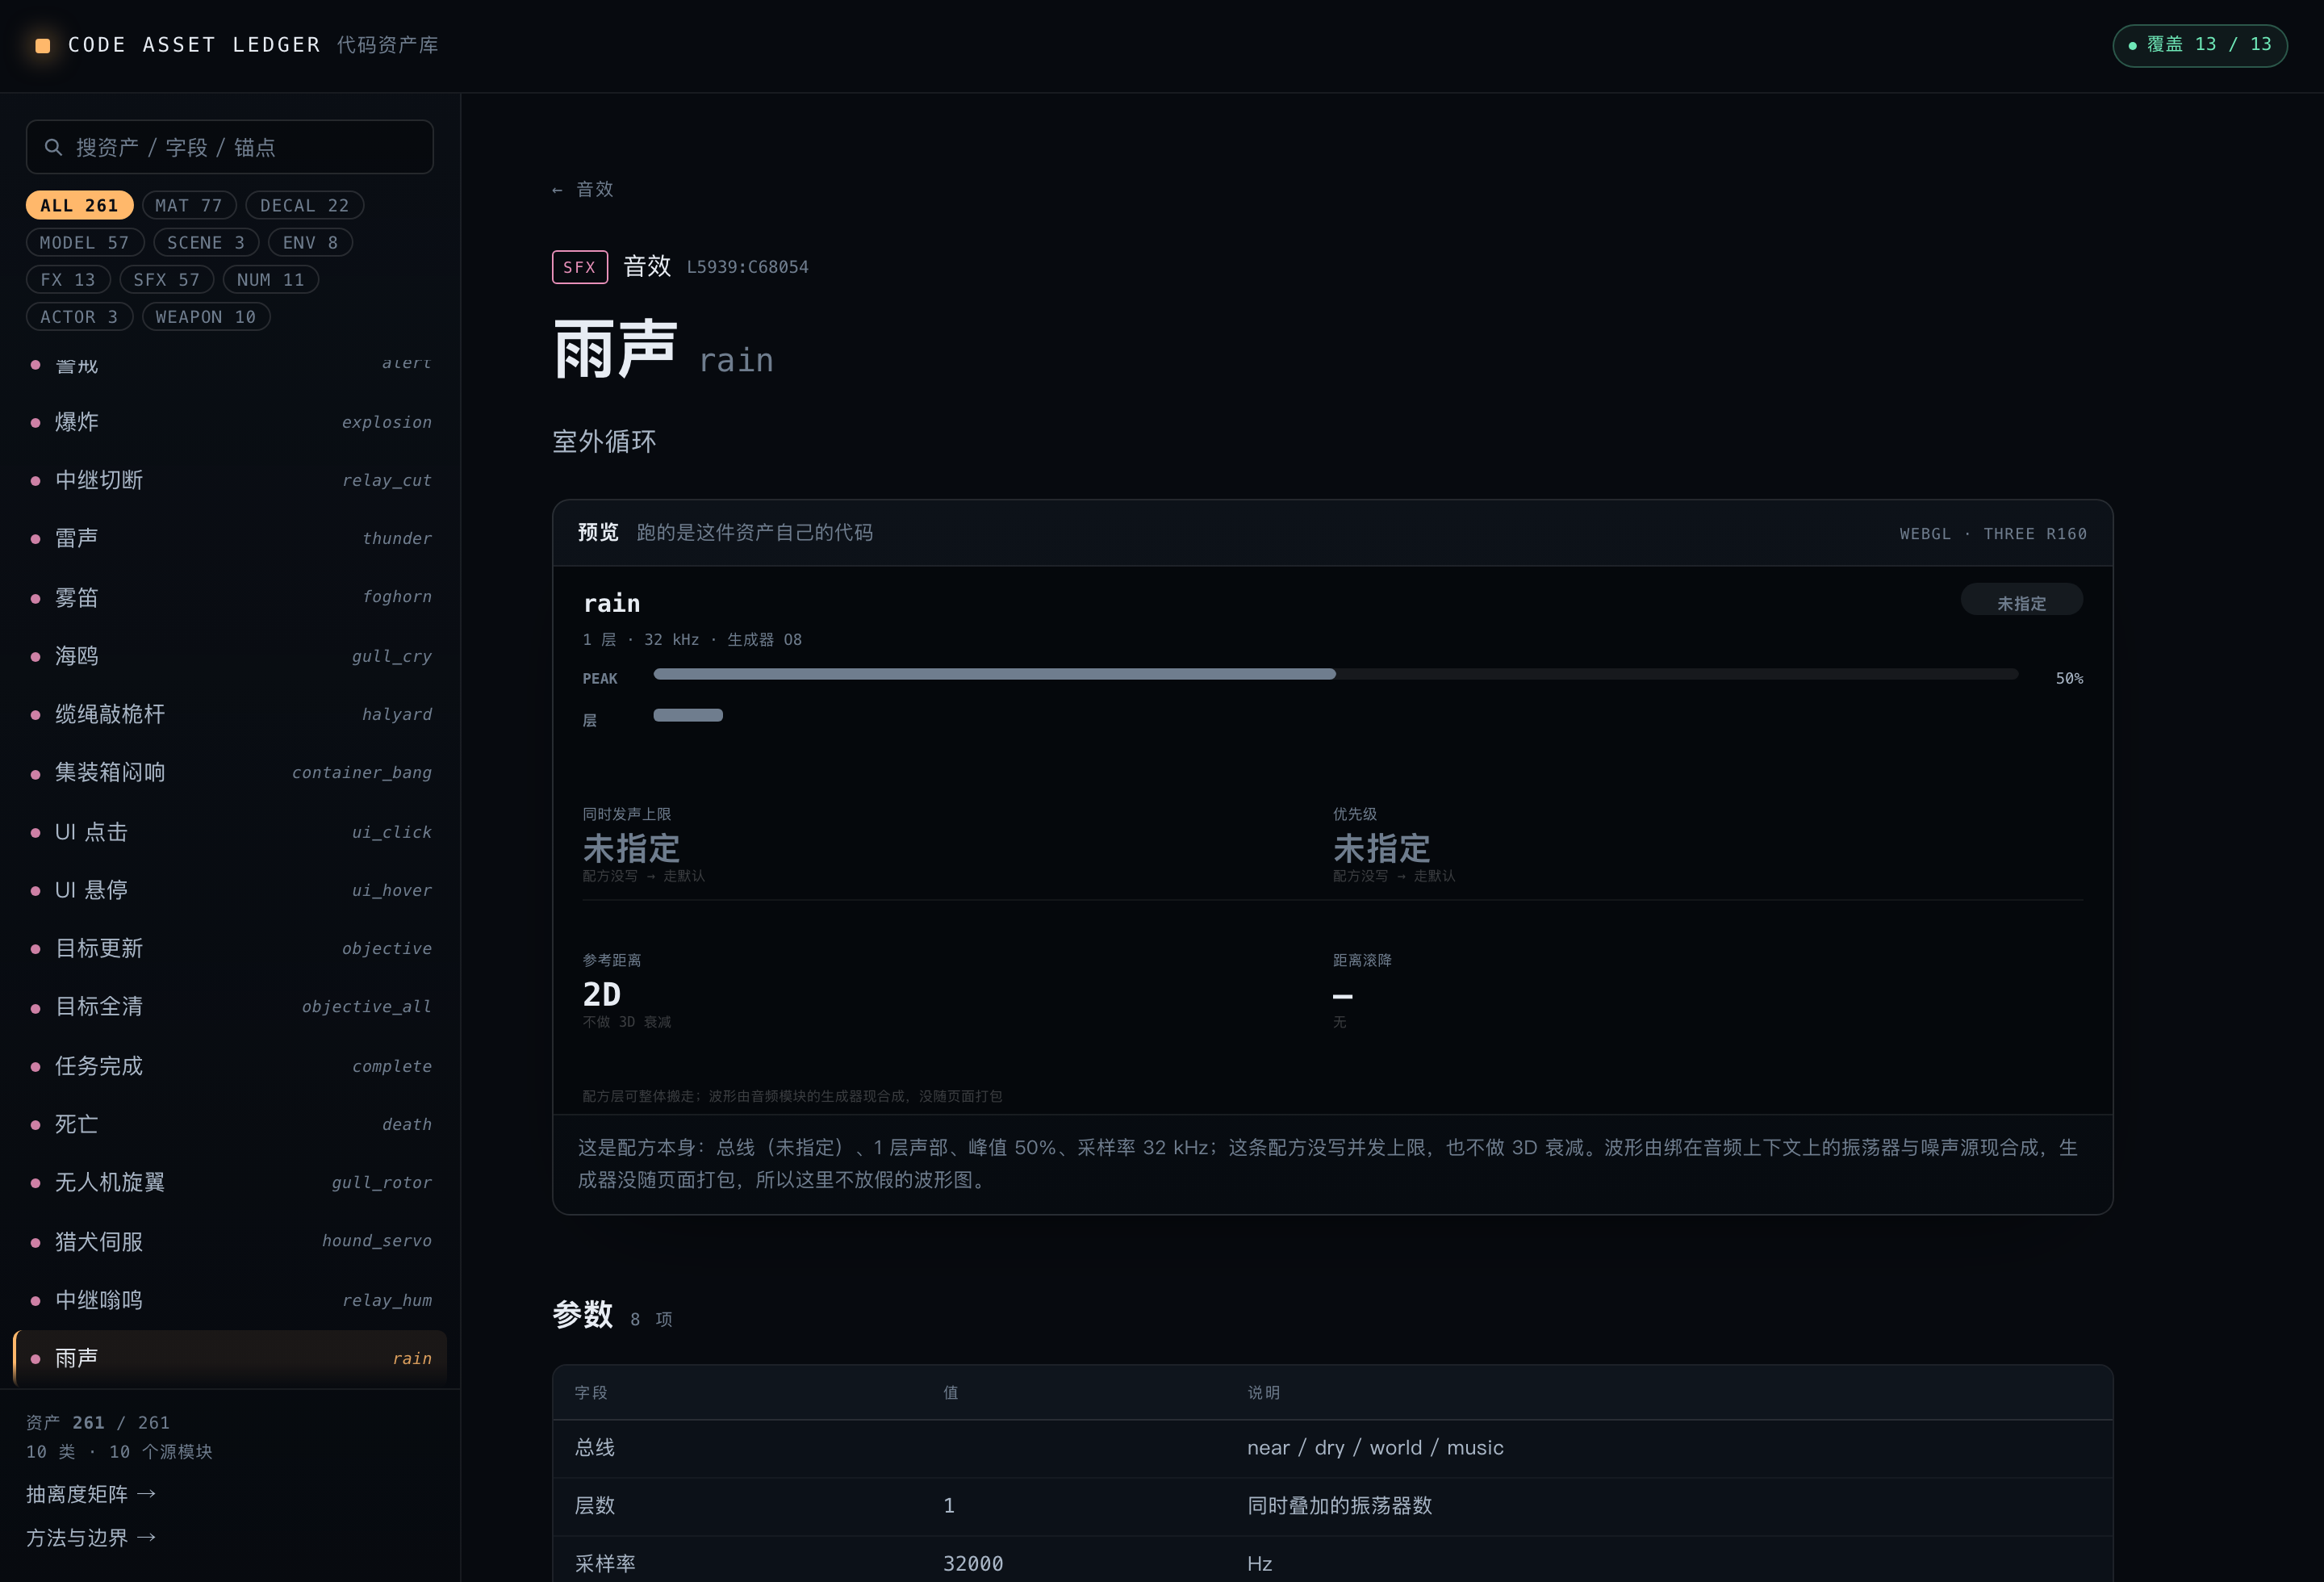 CODE ASSET LEDGER 代码资产库
覆盖 13 / 13
搜资产 / 字段 / 锚点
ALL 261 MAT 77 DECAL 22
MODEL 57 SCENE 3 ENV 8
FX 13 SFX 57 NUM 11
ACTOR 3 WEAPON 10
警戒 alert
爆炸 explosion
中继切断 relay_cut
雷声 thunder
雾笛 foghorn
海鸥 gull_cry
缆绳敲桅杆 halyard
集装箱闷响 container_bang
UI 点击 ui_click
UI 悬停 ui_hover
目标更新 objective
目标全清 objective_all
任务完成 complete
死亡 death
无人机旋翼 gull_rotor
猎犬伺服 hound_servo
中继嗡鸣 relay_hum
雨声 rain
资产 261 / 261
10 类 · 10 个源模块
抽离度矩阵 →
方法与边界 →
← 音效
SFX 音效 L5939:C68054
雨声 rain
室外循环
预览 跑的是这件资产自己的代码
WEBGL · THREE R160
rain
未指定
1 层 · 32 kHz · 生成器 O8
PEAK 50%
层
同时发声上限
未指定
配方没写 → 走默认
优先级
未指定
配方没写 → 走默认
参考距离
2D
不做 3D 衰减
距离滚降
—
无
配方层可整体搬走；波形由音频模块的生成器现合成，没随页面打包
这是配方本身：总线（未指定）、1 层声部、峰值 50%、采样率 32 kHz；这条配方没写并发上限，也不做 3D 衰减。波形由绑在音频上下文上的振荡器与噪声源现合成，生
成器没随页面打包，所以这里不放假的波形图。
参数 8 项
字段 值 说明
总线 near / dry / world / music
层数 1 同时叠加的振荡器数
采样率 32000 Hz